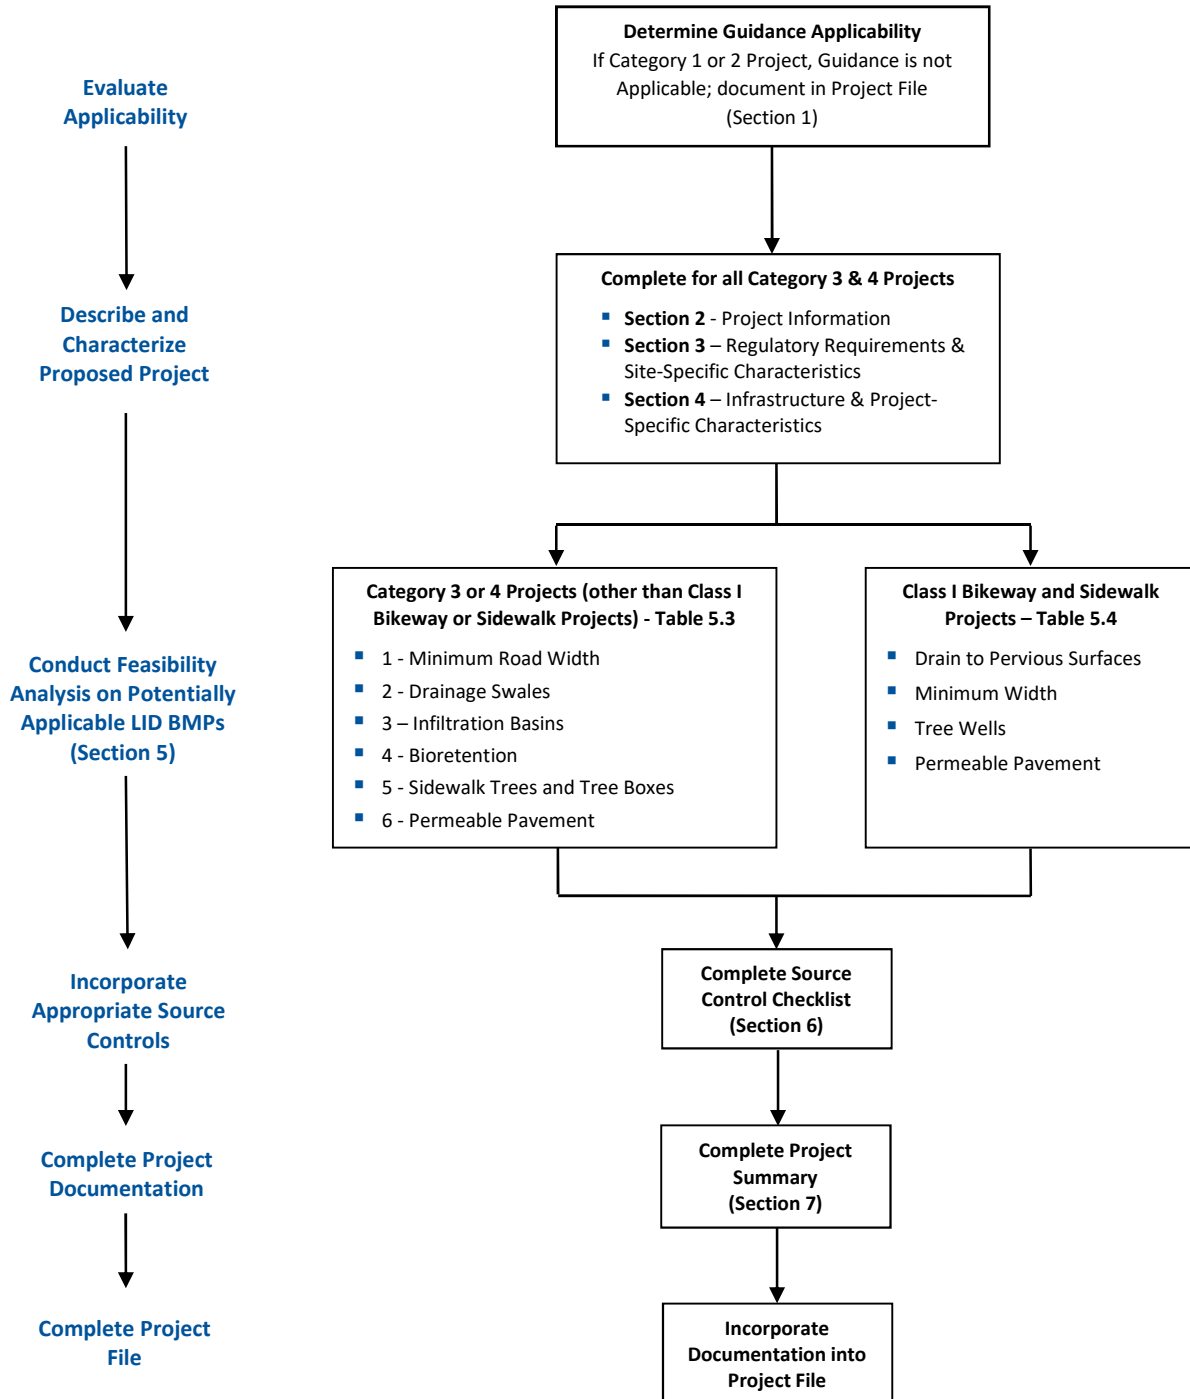 Determine Guidance Applicability
If Category 1 or 2 Project, Guidance is not
Applicable; document in Project File
(Section 1)
Evaluate
Applicability
Complete for all Category 3 & 4 Projects
▪ Section 2 - Project Information
▪ Section 3 – Regulatory Requirements &
Site-Specific Characteristics
▪ Section 4 – Infrastructure & Project-
Specific Characteristics
Describe and
Characterize
Proposed Project
Category 3 or 4 Projects (other than Class I
Bikeway or Sidewalk Projects) - Table 5.3
▪ 1 - Minimum Road Width
▪ 2 - Drainage Swales
▪ 3 – Infiltration Basins
▪ 4 - Bioretention
▪ 5 - Sidewalk Trees and Tree Boxes
▪ 6 - Permeable Pavement
Class I Bikeway and Sidewalk
Projects – Table 5.4
▪ Drain to Pervious Surfaces
▪ Minimum Width
▪ Tree Wells
▪ Permeable Pavement
Conduct Feasibility
Analysis on Potentially
Applicable LID BMPs
(Section 5)
Complete Source
Control Checklist
(Section 6)
Incorporate
Appropriate Source
Controls
Complete Project
Summary
(Section 7)
Complete Project
Documentation
Incorporate
Documentation into
Project File
Complete Project
File